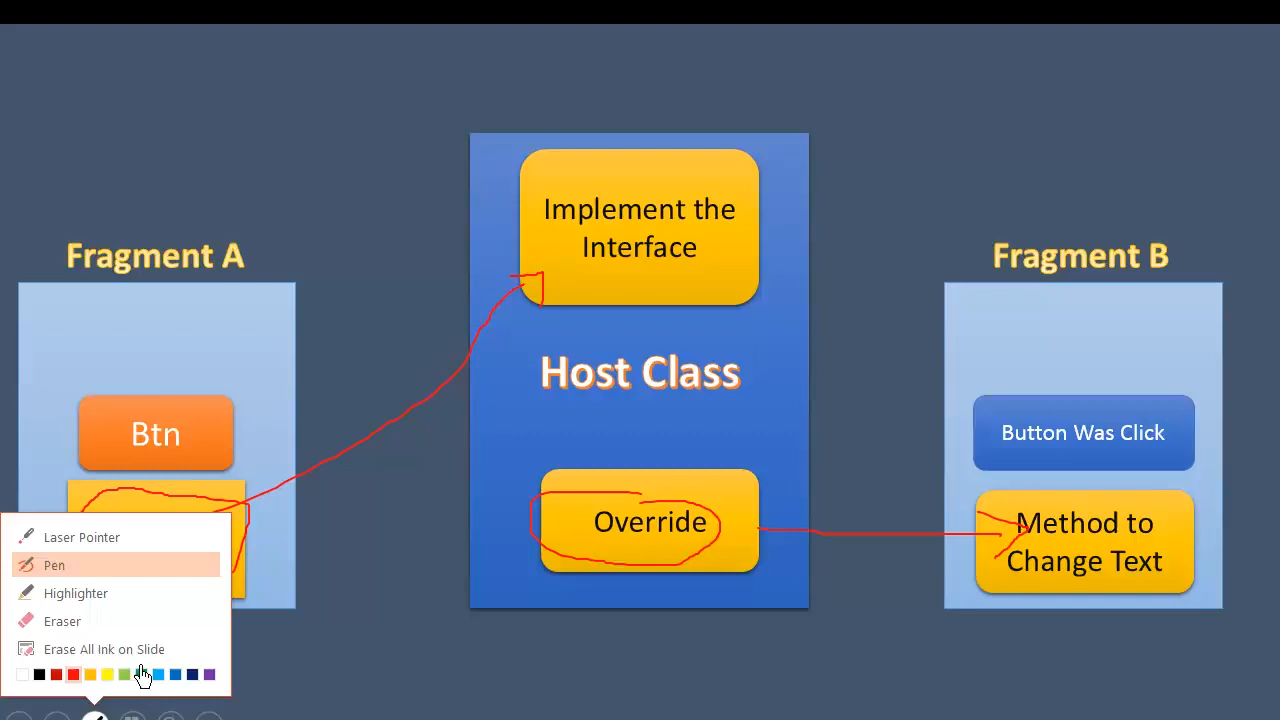 Implement the
Interface
Fragment A
Fragment B
Host Class
Btn
Button Was Click
Override
Method to
Change Text
Laser Pointer
Pen
Highlighter
Eraser
Erase All Ink on Slide